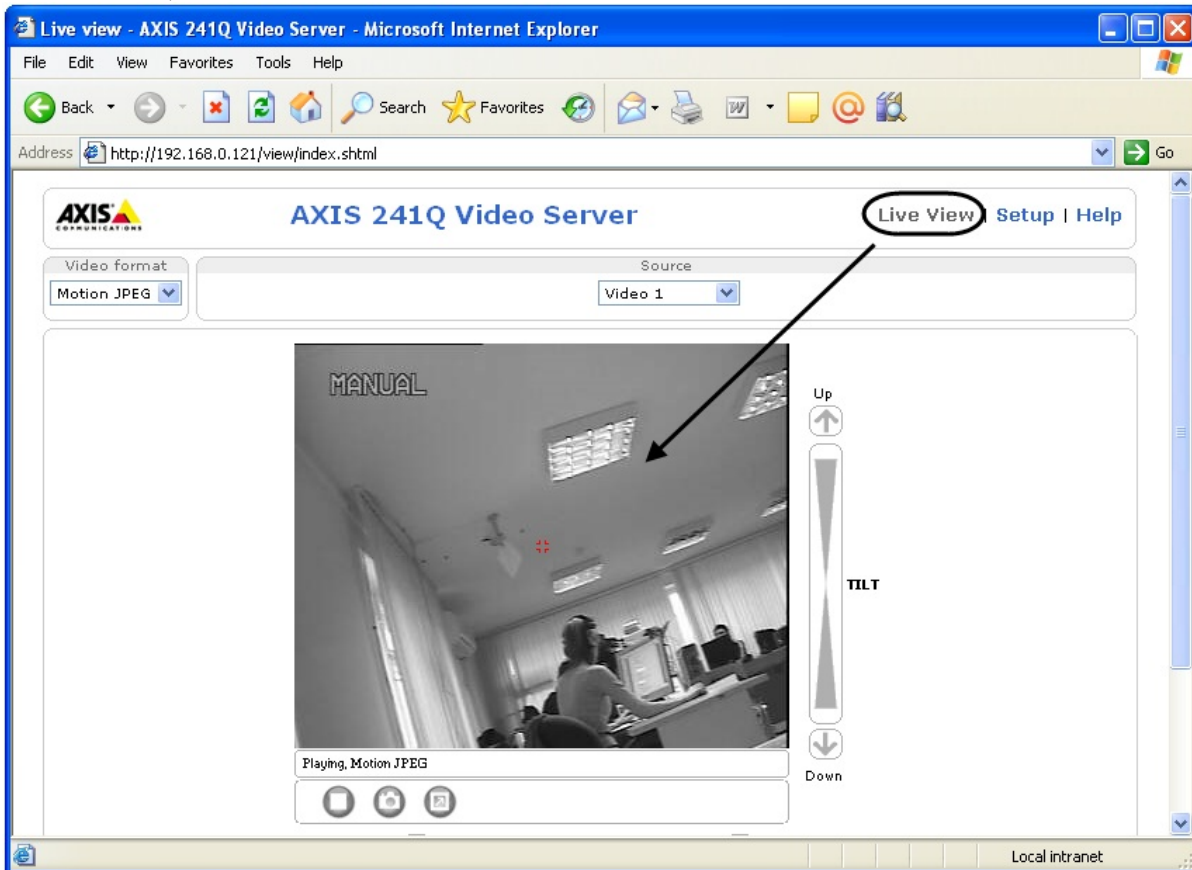 Live view - AXIS 241Q Video Server - Microsoft Internet Explorer
File Edit View Favorites Tools Help
Back Search Favorites
Address http://192.168.0.121/view/index.shtml Go
AXIS COMMUNICATIONS
AXIS 241Q Video Server
Live View | Setup | Help
Video format
Source
Motion JPEG
Video 1
MANUAL
Up
TILT
Playing, Motion JPEG
Down
Local intranet